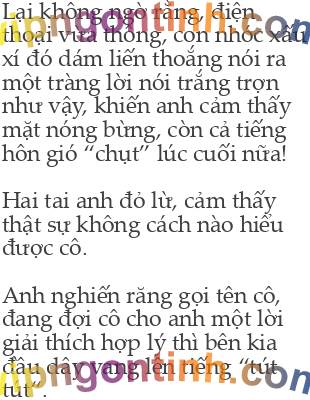 Lại không ngờ rằng, điện
thoại vừa thông, con nhóc xấu
xí đó dám liến thoắng nói ra
một tràng lời nói trắng trợn
như vậy, khiến anh cảm thấy
mặt nóng bừng, còn cả tiếng
hôn gió “chụt” lúc cuối nữa!
Hai tai anh đỏ lừ, cảm thấy
thật sự không cách nào hiểu
được cô.
Anh nghiến răng gọi tên cô,
đang đợi cô cho anh một lời
giải thích hợp lý thì bên kia
đầu dây vang lên tiếng “tút
tút”.
vipngontinh.com
vipngontinh.com